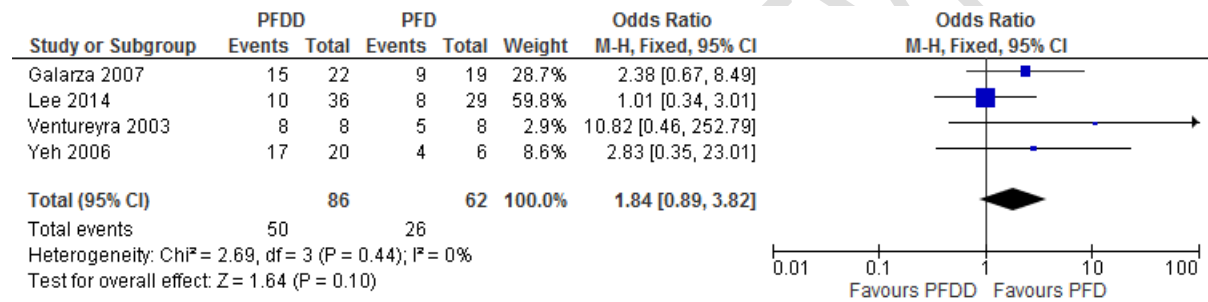 PFDD PFD Odds Ratio Odds Ratio
Study or Subgroup Events Total Events Total Weight M-H, Fixed, 95% CI M-H, Fixed, 95% CI
Galarza 2007 15 22 9 19 28.7% 2.38 [0.67, 8.49]
Lee 2014 10 36 8 29 59.8% 1.01 [0.34, 3.01]
Ventureyra 2003 8 8 5 8 2.9% 10.82 [0.46, 252.79]
Yeh 2006 17 20 4 6 8.6% 2.83 [0.35, 23.01]
Total (95% CI) 86 62 100.0% 1.84 [0.89, 3.82]
Total events 50 26
Heterogeneity: Chi² = 2.69, df = 3 (P = 0.44); I² = 0%
Test for overall effect: Z = 1.64 (P = 0.10)
0.01 0.1 1 10 100
Favours PFDD Favours PFD